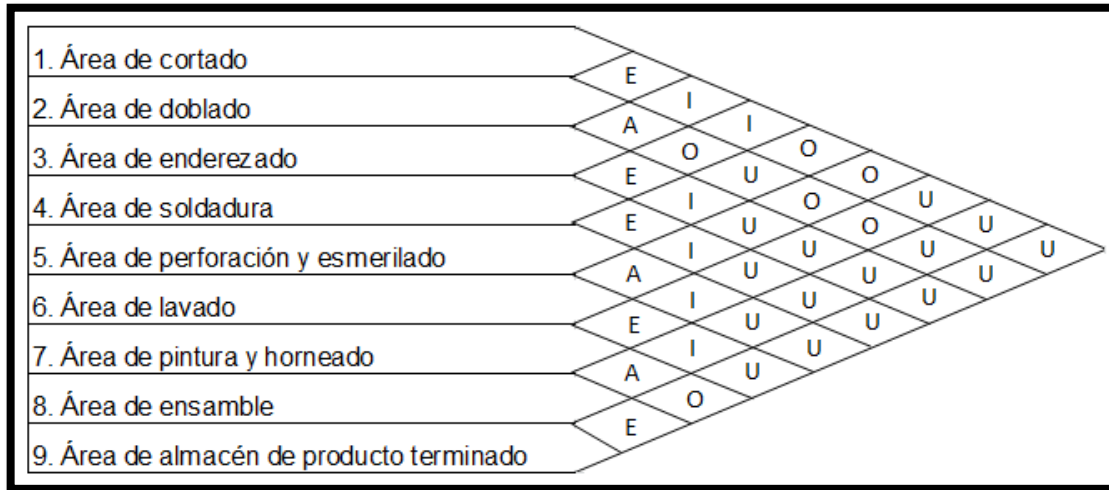 1. Área de cortado
E
I
2. Área de doblado
A I
O O
3. Área de enderezado
E U O
I O U
4. Área de soldadura
E U O U
I U U U
5. Área de perforación y esmerilado
A U U U
I U U
6. Área de lavado
E U U
I U
7. Área de pintura y horneado
A U
O
8. Área de ensamble
E
9. Área de almacén de producto terminado